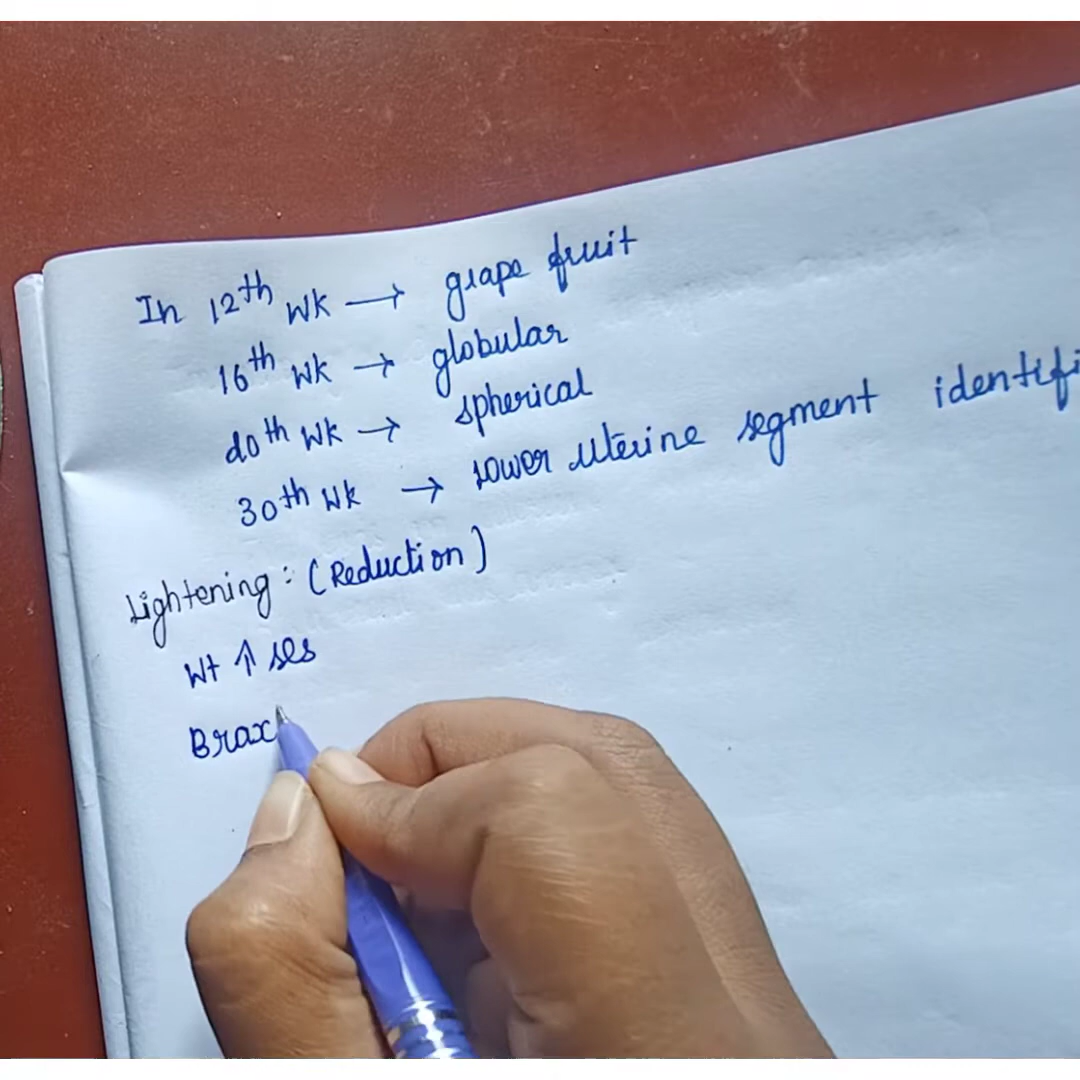 In 12th Wk → grape fruit
16th Wk → globular
20th Wk → spherical
30th Wk → Lower uterine segment identifi
Lightening : (Reduction)
Wt ↑ses
Brax